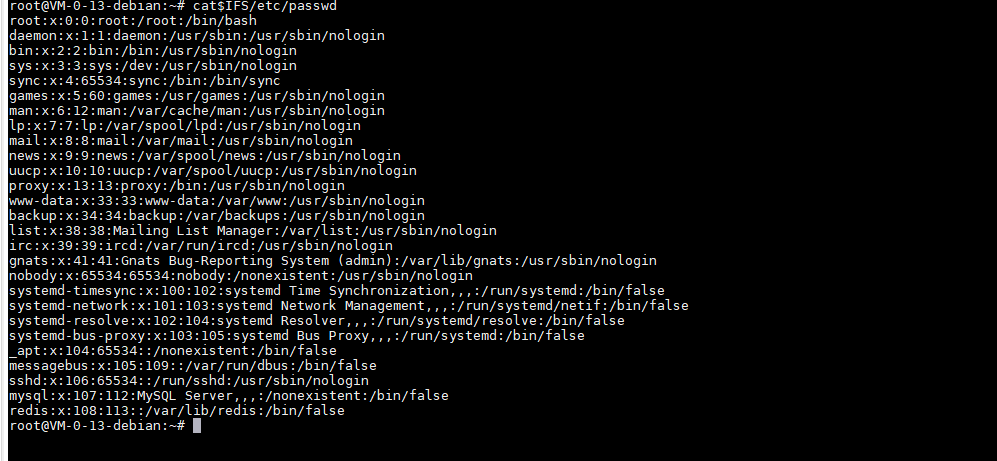 root@VM-0-13-debian:~# cat$IFS/etc/passwd
root:x:0:0:root:/root:/bin/bash
daemon:x:1:1:daemon:/usr/sbin:/usr/sbin/nologin
bin:x:2:2:bin:/bin:/usr/sbin/nologin
sys:x:3:3:sys:/dev:/usr/sbin/nologin
sync:x:4:65534:sync:/bin:/bin/sync
games:x:5:60:games:/usr/games:/usr/sbin/nologin
man:x:6:12:man:/var/cache/man:/usr/sbin/nologin
lp:x:7:7:lp:/var/spool/lpd:/usr/sbin/nologin
mail:x:8:8:mail:/var/mail:/usr/sbin/nologin
news:x:9:9:news:/var/spool/news:/usr/sbin/nologin
uucp:x:10:10:uucp:/var/spool/uucp:/usr/sbin/nologin
proxy:x:13:13:proxy:/bin:/usr/sbin/nologin
www-data:x:33:33:www-data:/var/www:/usr/sbin/nologin
backup:x:34:34:backup:/var/backups:/usr/sbin/nologin
list:x:38:38:Mailing List Manager:/var/list:/usr/sbin/nologin
irc:x:39:39:ircd:/var/run/ircd:/usr/sbin/nologin
gnats:x:41:41:Gnats Bug-Reporting System (admin):/var/lib/gnats:/usr/sbin/nologin
nobody:x:65534:65534:nobody:/nonexistent:/usr/sbin/nologin
systemd-timesync:x:100:102:systemd Time Synchronization,,,:/run/systemd:/bin/false
systemd-network:x:101:103:systemd Network Management,,,:/run/systemd/netif:/bin/false
systemd-resolve:x:102:104:systemd Resolver,,,:/run/systemd/resolve:/bin/false
systemd-bus-proxy:x:103:105:systemd Bus Proxy,,,:/run/systemd:/bin/false
_apt:x:104:65534::/nonexistent:/bin/false
messagebus:x:105:109::/var/run/dbus:/bin/false
sshd:x:106:65534::/run/sshd:/usr/sbin/nologin
mysql:x:107:112:MySQL Server,,,:/nonexistent:/bin/false
redis:x:108:113::/var/lib/redis:/bin/false
root@VM-0-13-debian:~#